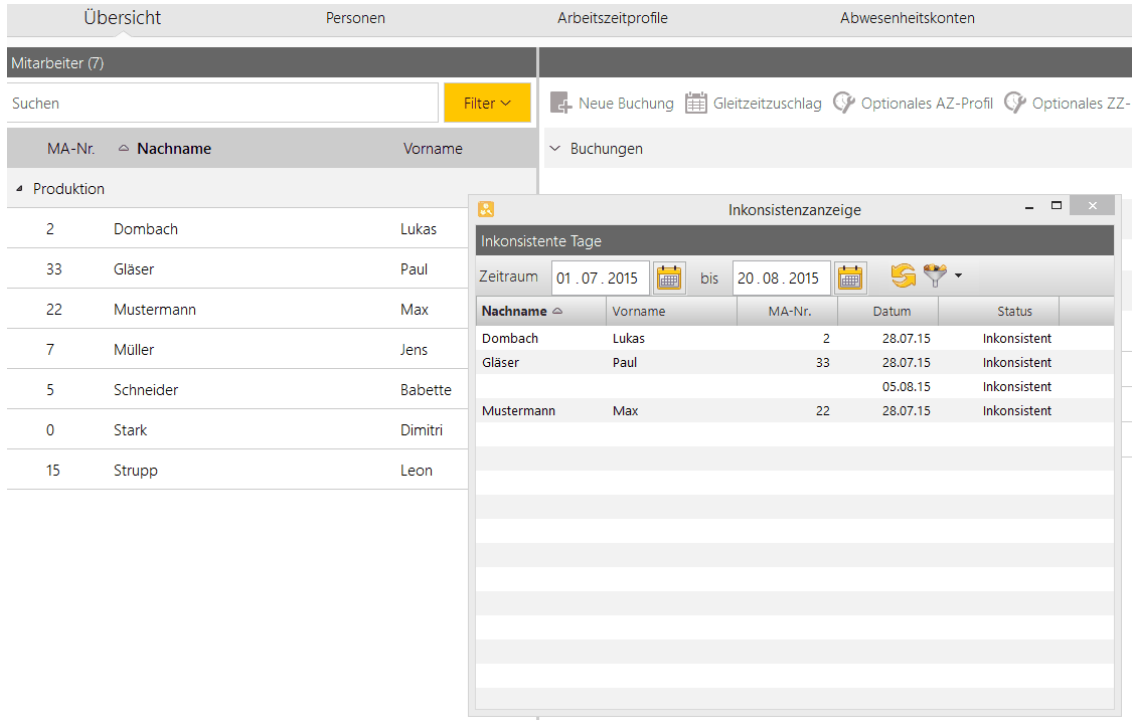 Übersicht Personen Arbeitszeitprofile Abwesenheitskonten
Mitarbeiter (7)
Suchen Filter
Neue Buchung Gleitzeitzuschlag Optionales AZ-Profil Optionales ZZ-
MA-Nr. Nachname Vorname
Buchungen
Produktion
2 Dombach Lukas
33 Gläser Paul
22 Mustermann Max
7 Müller Jens
5 Schneider Babette
0 Stark Dimitri
15 Strupp Leon
Inkonsistenzanzeige
Inkonsistente Tage
Zeitraum 01.07.2015 bis 20.08.2015
Nachname Vorname MA-Nr. Datum Status
Dombach Lukas 2 28.07.15 Inkonsistent
Gläser Paul 33 28.07.15 Inkonsistent
05.08.15 Inkonsistent
Mustermann Max 22 28.07.15 Inkonsistent